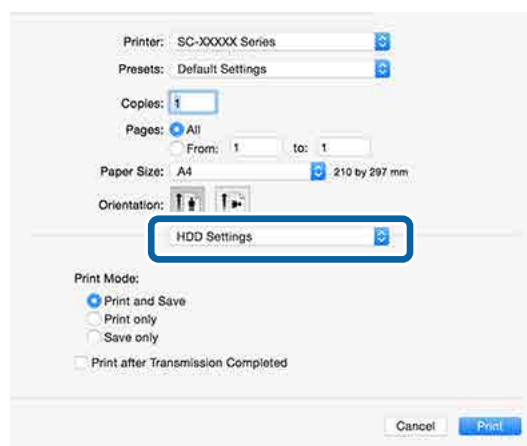 Printer: SC-XXXXX Series
Presets: Default Settings
Copies: 1
Pages: All
From: 1 to: 1
Paper Size: A4 210 by 297 mm
Orientation:
HDD Settings
Print Mode:
Print and Save
Print only
Save only
Print after Transmission Completed
Cancel Print